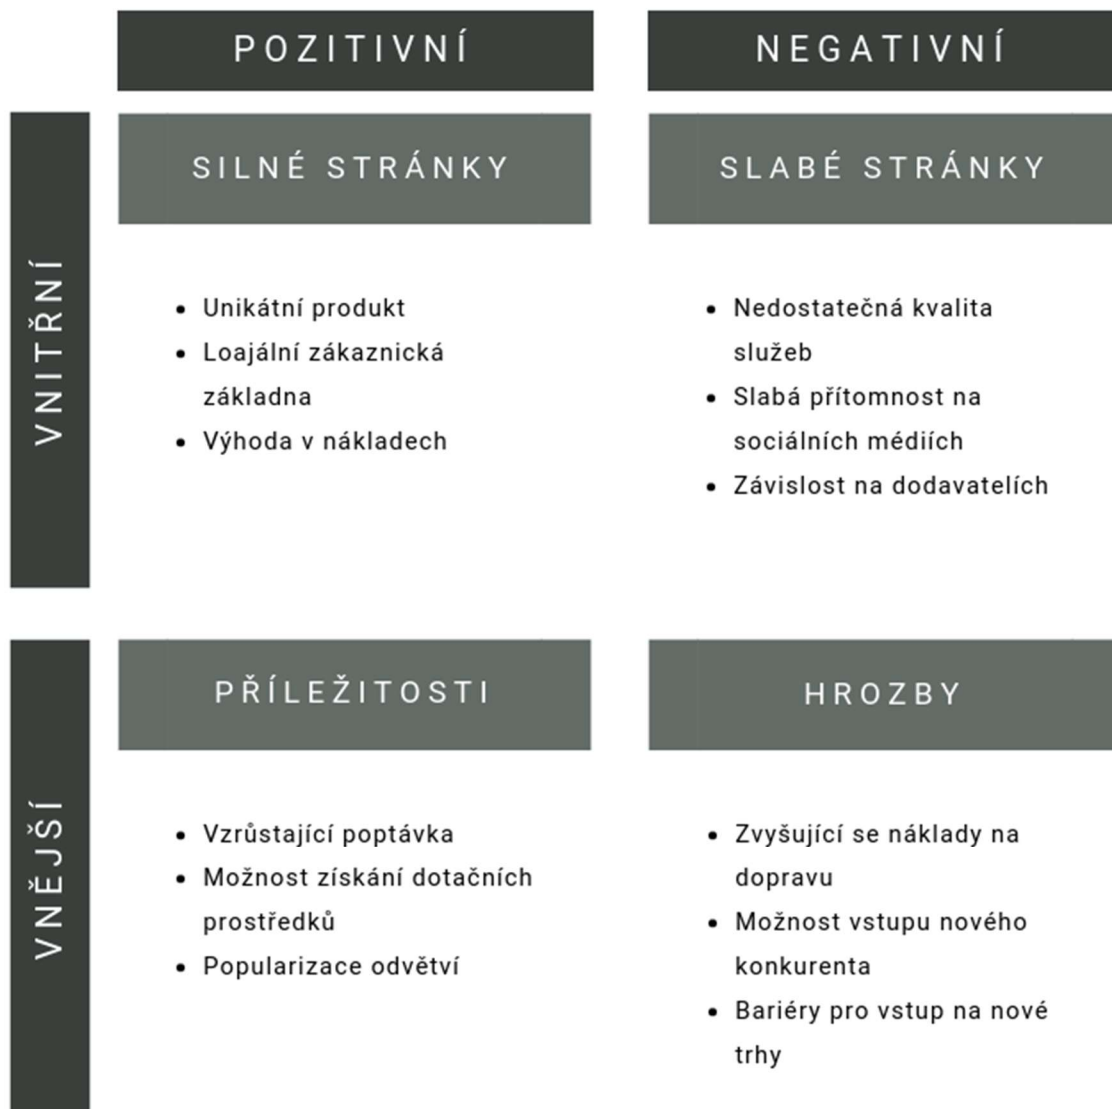 POZITIVNÍ
NEGATIVNÍ
VNITŘNÍ
SILNÉ STRÁNKY
• Unikátní produkt
• Loajální zákaznická
základna
• Výhoda v nákladech
SLABÉ STRÁNKY
• Nedostatečná kvalita
služeb
• Slabá přítomnost na
sociálních médiích
• Závislost na dodavatelích
VNĚJŠÍ
PŘÍLEŽITOSTI
• Vzrůstající poptávka
• Možnost získání dotačních
prostředků
• Popularizace odvětví
HROZBY
• Zvyšující se náklady na
dopravu
• Možnost vstupu nového
konkurenta
• Bariéry pro vstup na nové
trhy